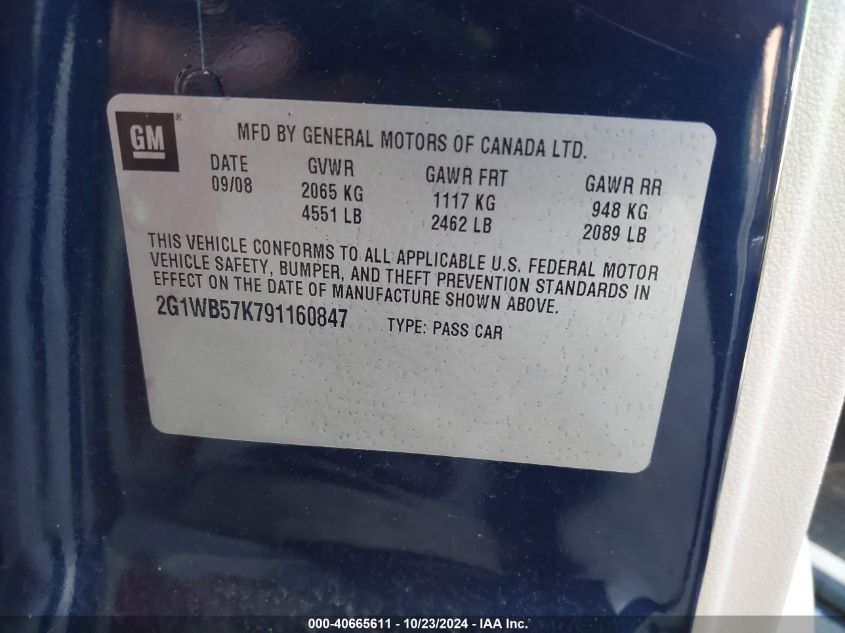 GM®
MFD BY GENERAL MOTORS OF CANADA LTD.
DATE GVWR GAWR FRT GAWR RR
09/08 2065 KG 1117 KG 948 KG
4551 LB 2462 LB 2089 LB
THIS VEHICLE CONFORMS TO ALL APPLICABLE U.S. FEDERAL MOTOR
VEHICLE SAFETY, BUMPER, AND THEFT PREVENTION STANDARDS IN
EFFECT ON THE DATE OF MANUFACTURE SHOWN ABOVE.
2G1WB57K791160847 TYPE: PASS CAR
000-40665611 - 10/23/2024 - IAA Inc.